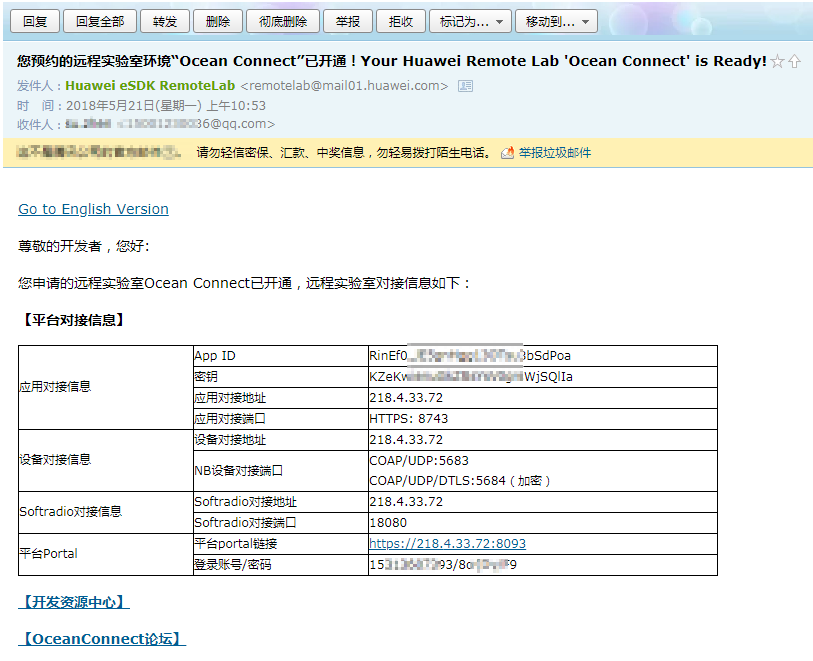 回复 回复全部 转发 删除 彻底删除 举报 拒收 标记为... 移动到...
您预约的远程实验室环境“Ocean Connect”已开通！Your Huawei Remote Lab 'Ocean Connect' is Ready!
发件人：Huawei eSDK RemoteLab <remotelab@mail01.huawei.com>
时 间：2018年5月21日(星期一) 上午10:53
收件人： 36@qq.com>
请勿轻信密保、汇款、中奖信息，勿轻易拨打陌生电话。 举报垃圾邮件
Go to English Version
尊敬的开发者，您好:
您申请的远程实验室Ocean Connect已开通，远程实验室对接信息如下：
【平台对接信息】
应用对接信息
App ID RinEf0 bSdPoa
密钥 KZeKw WjSQlIa
应用对接地址 218.4.33.72
应用对接端口 HTTPS: 8743
设备对接信息
设备对接地址 218.4.33.72
NB设备对接端口
COAP/UDP:5683
COAP/UDP/DTLS:5684（加密）
Softradio对接信息
Softradio对接地址 218.4.33.72
Softradio对接端口 18080
平台Portal
平台portal链接 https://218.4.33.72:8093
登录账号/密码 15 93/8 9
【开发资源中心】
【OceanConnect论坛】